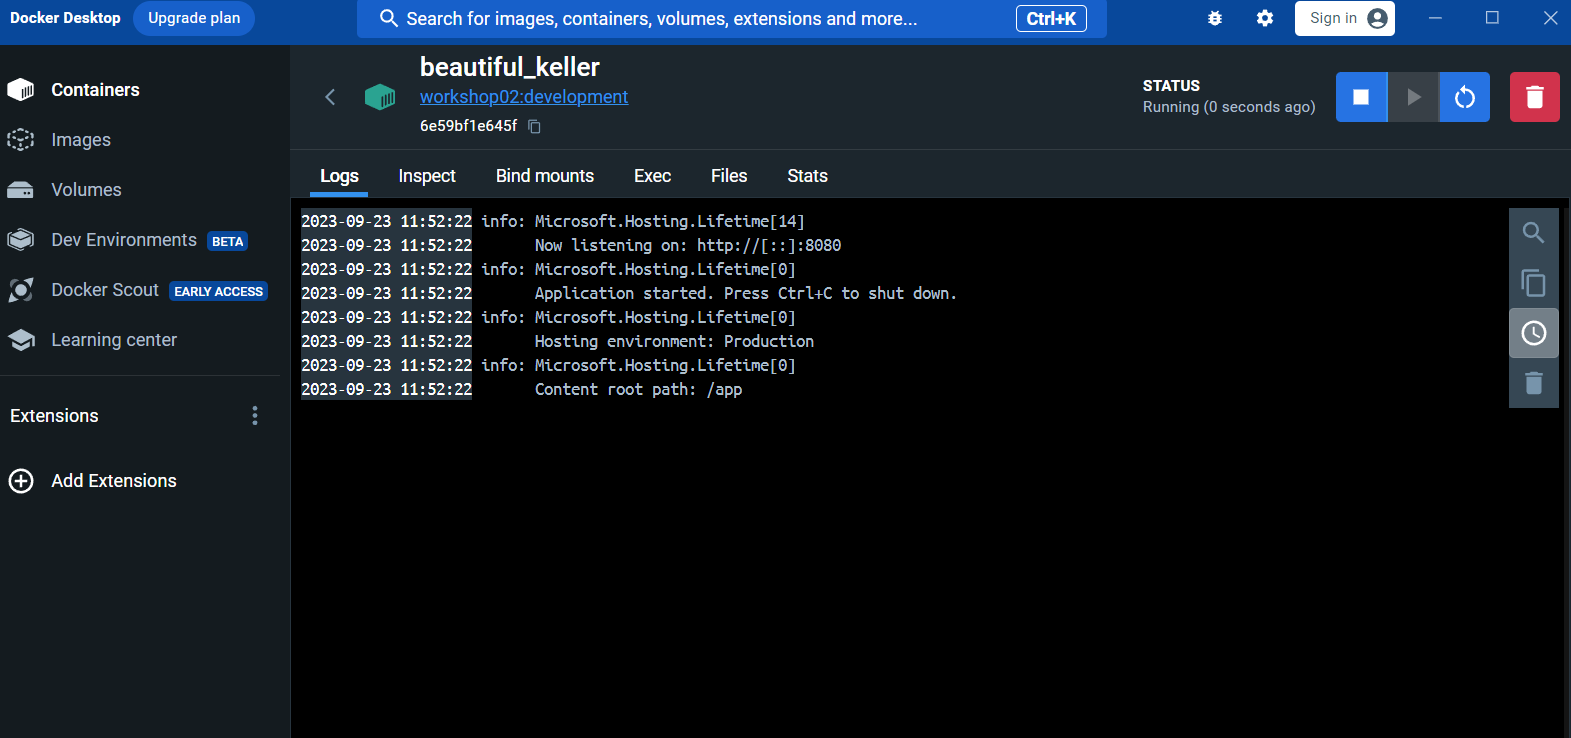 Docker Desktop Upgrade plan Search for images, containers, volumes, extensions and more... Ctrl+K Sign in
Containers
Images
Volumes
Dev Environments BETA
Docker Scout EARLY ACCESS
Learning center
Extensions
Add Extensions
beautiful_keller
workshop02:development
6e59bf1e645f
STATUS
Running (0 seconds ago)
Logs Inspect Bind mounts Exec Files Stats
2023-09-23 11:52:22 info: Microsoft.Hosting.Lifetime[14]
2023-09-23 11:52:22       Now listening on: http://[::]:8080
2023-09-23 11:52:22 info: Microsoft.Hosting.Lifetime[0]
2023-09-23 11:52:22       Application started. Press Ctrl+C to shut down.
2023-09-23 11:52:22 info: Microsoft.Hosting.Lifetime[0]
2023-09-23 11:52:22       Hosting environment: Production
2023-09-23 11:52:22 info: Microsoft.Hosting.Lifetime[0]
2023-09-23 11:52:22       Content root path: /app